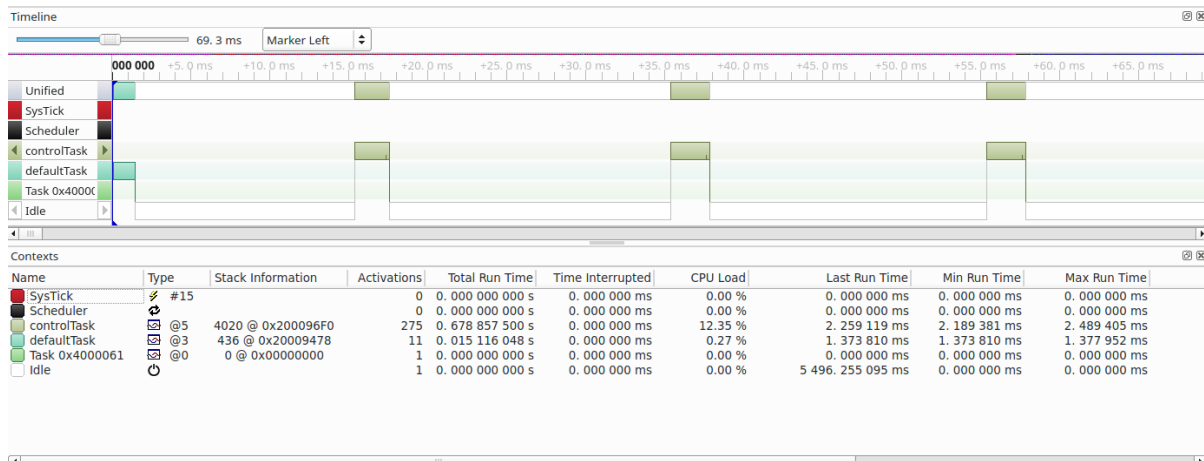 Timeline
69. 3 ms Marker Left
000 000 +5. 0 ms +10. 0 ms +15. 0 ms +20. 0 ms +25. 0 ms +30. 0 ms +35. 0 ms +40. 0 ms +45. 0 ms +50. 0 ms +55. 0 ms +60. 0 ms +65. 0 ms
Unified
SysTick
Scheduler
controlTask
defaultTask
Task 0x4000(
Idle
Contexts
Name Type Stack Information Activations Total Run Time Time Interrupted CPU Load Last Run Time Min Run Time Max Run Time
SysTick #15 0 0. 000 000 000 s 0. 000 000 ms 0.00 % 0. 000 000 ms 0. 000 000 ms 0. 000 000 ms
Scheduler 0 0. 000 000 000 s 0. 000 000 ms 0.00 % 0. 000 000 ms 0. 000 000 ms 0. 000 000 ms
controlTask @5 4020 @ 0x200096F0 275 0. 678 857 500 s 0. 000 000 ms 12.35 % 2. 259 119 ms 2. 189 381 ms 2. 489 405 ms
defaultTask @3 436 @ 0x20009478 11 0. 015 116 048 s 0. 000 000 ms 0.27 % 1. 373 810 ms 1. 373 810 ms 1. 377 952 ms
Task 0x4000061 @0 0 @ 0x00000000 1 0. 000 000 000 s 0. 000 000 ms 0.00 % 0. 000 000 ms 0. 000 000 ms 0. 000 000 ms
Idle 1 0. 000 000 000 s 0. 000 000 ms 0.00 % 5 496. 255 095 ms 0. 000 000 ms 0. 000 000 ms